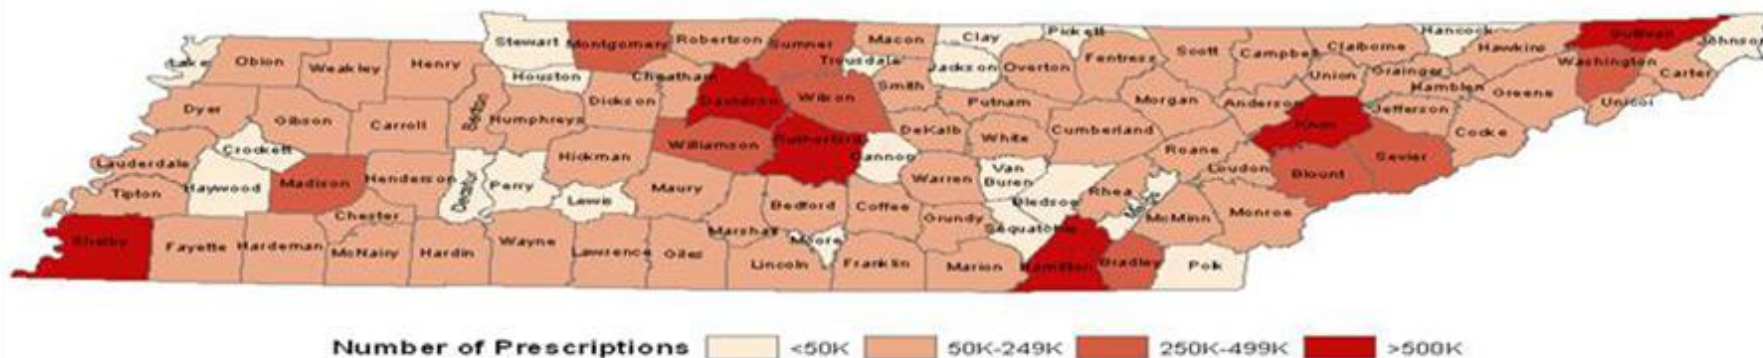 Stewart
Montgomery
Robertson
Sumner
Macon
Clay
Pickett
Hancock
Sullivan
Johnson
Lake
Obion
Weakley
Henry
Houston
Cheatham
Trousdale
Jackson
Overton
Fentress
Scott
Campbell
Claiborne
Hawkins
Washington
Carter
Dyer
Gibson
Carroll
Benton
Humphreys
Dickson
Davidson
Wilson
Smith
Putnam
Morgan
Anderson
Union
Grainger
Hamblen
Jefferson
Greene
Unicoi
Lauderdale
Crockett
Haywood
Madison
Henderson
Decatur
Perry
Hickman
Williamson
Rutherford
Cannon
DeKalb
White
Cumberland
Roane
Loudon
Knox
Blount
Sevier
Cocke
Tipton
Chester
Lewis
Maury
Bedford
Coffee
Warren
Van
Buren
Bledsoe
Rhea
Meigs
McMinn
Monroe
Shelby
Fayette
Hardeman
McNairy
Hardin
Wayne
Lawrence
Giles
Marshall
Moore
Lincoln
Franklin
Grundy
Sequatchie
Marion
Hamilton
Bradley
Polk
Number of Prescriptions <50K 50K-249K 250K-499K >500K